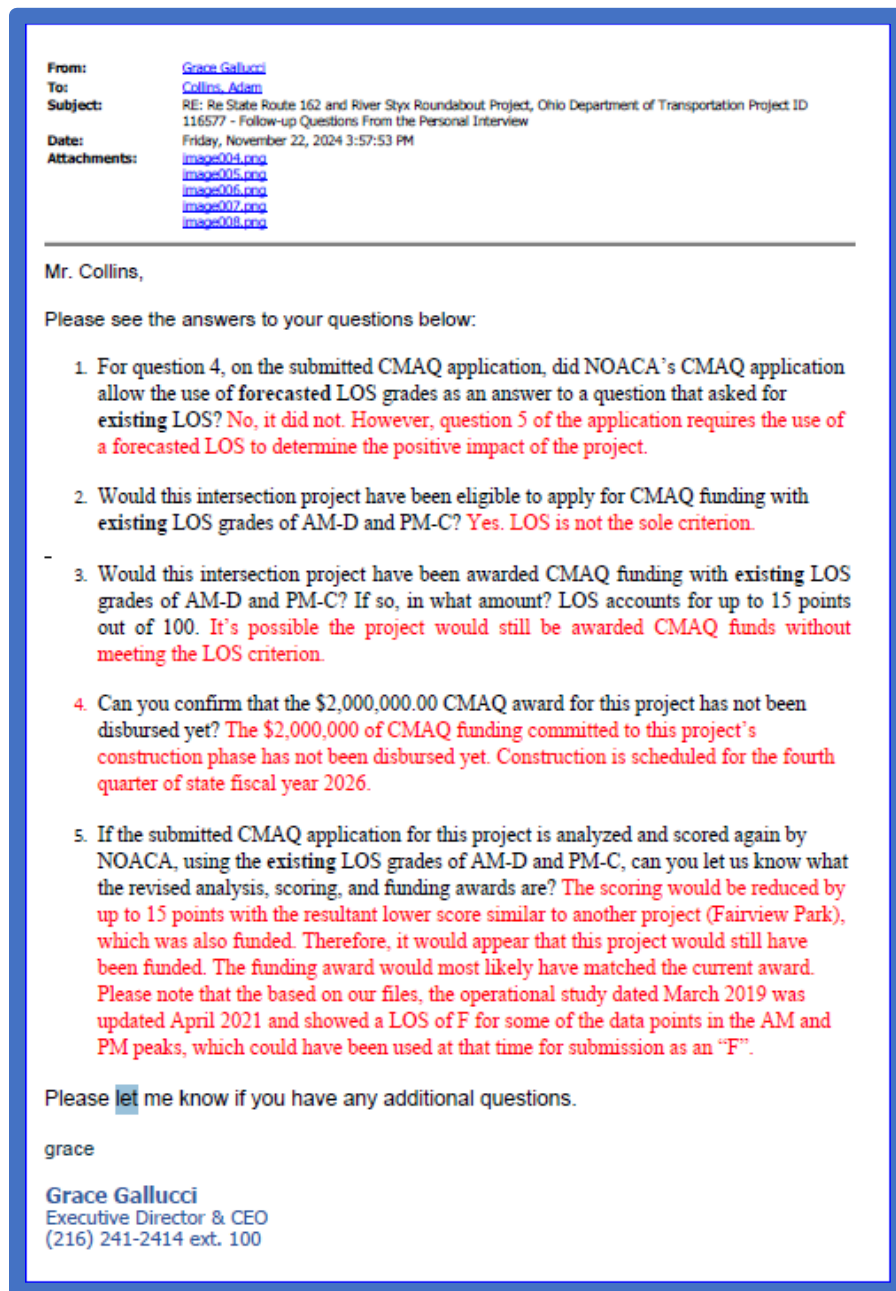 From: Grace Gallucci
To: Collins, Adam
Subject: RE: Re State Route 162 and River Styx Roundabout Project, Ohio Department of Transportation Project ID
116577 - Follow-up Questions From the Personal Interview
Date: Friday, November 22, 2024 3:57:53 PM
Attachments: image004.png
image005.png
image006.png
image007.png
image008.png
Mr. Collins,
Please see the answers to your questions below:
1. For question 4, on the submitted CMAQ application, did NOACA's CMAQ application
allow the use of forecasted LOS grades as an answer to a question that asked for
existing LOS? No, it did not. However, question 5 of the application requires the use of
a forecasted LOS to determine the positive impact of the project.
2. Would this intersection project have been eligible to apply for CMAQ funding with
existing LOS grades of AM-D and PM-C? Yes. LOS is not the sole criterion.
3. Would this intersection project have been awarded CMAQ funding with existing LOS
grades of AM-D and PM-C? If so, in what amount? LOS accounts for up to 15 points
out of 100. It's possible the project would still be awarded CMAQ funds without
meeting the LOS criterion.
4. Can you confirm that the $2,000,000.00 CMAQ award for this project has not been
disbursed yet? The $2,000,000 of CMAQ funding committed to this project's
construction phase has not been disbursed yet. Construction is scheduled for the fourth
quarter of state fiscal year 2026.
5. If the submitted CMAQ application for this project is analyzed and scored again by
NOACA, using the existing LOS grades of AM-D and PM-C, can you let us know what
the revised analysis, scoring, and funding awards are? The scoring would be reduced by
up to 15 points with the resultant lower score similar to another project (Fairview Park),
which was also funded. Therefore, it would appear that this project would still have
been funded. The funding award would most likely have matched the current award.
Please note that the based on our files, the operational study dated March 2019 was
updated April 2021 and showed a LOS of F for some of the data points in the AM and
PM peaks, which could have been used at that time for submission as an “F”.
Please let me know if you have any additional questions.
grace
Grace Gallucci
Executive Director & CEO
(216) 241-2414 ext. 100